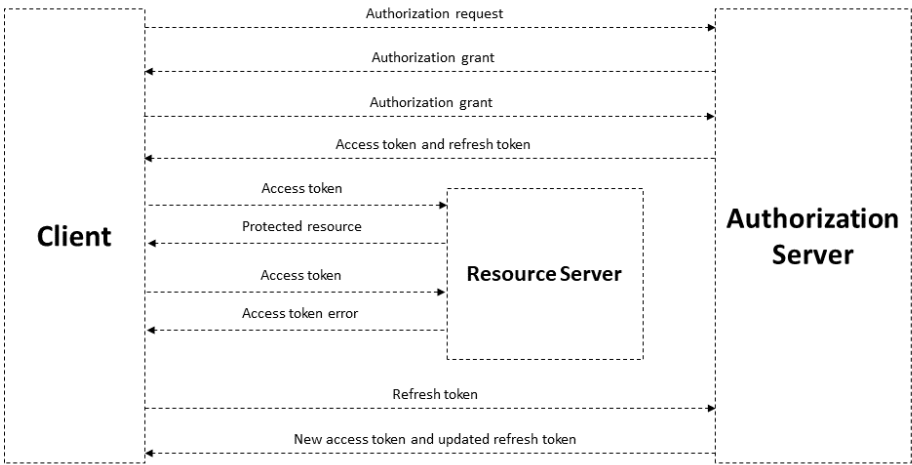 Authorization request
Authorization grant
Authorization grant
Access token and refresh token
Access token
Protected resource
Access token
Access token error
Refresh token
New access token and updated refresh token
Client
Resource Server
Authorization
Server